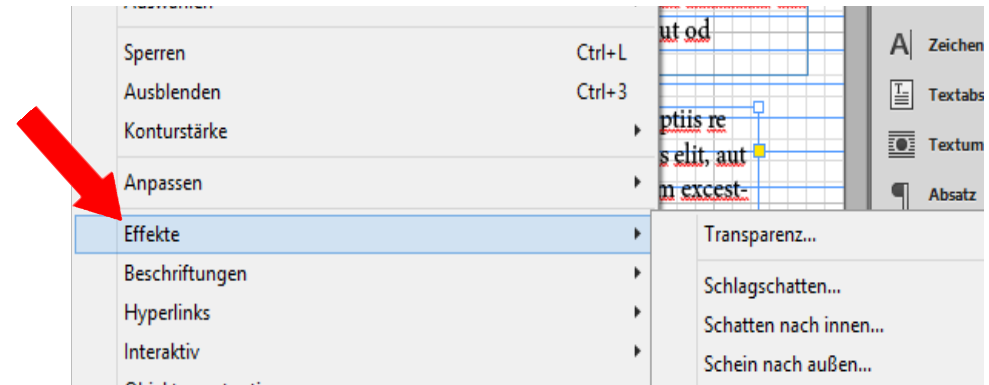 Auswählen
Sperren Ctrl+L
Ausblenden Ctrl+3
Konturstärke
Anpassen
Effekte
Beschriftungen
Hyperlinks
Interaktiv
ut od
ptiis re
s elit, aut
m excest-
Zeichen
Textabs
Textum
Absatz
Transparenz...
Schlagschatten...
Schatten nach innen...
Schein nach außen...